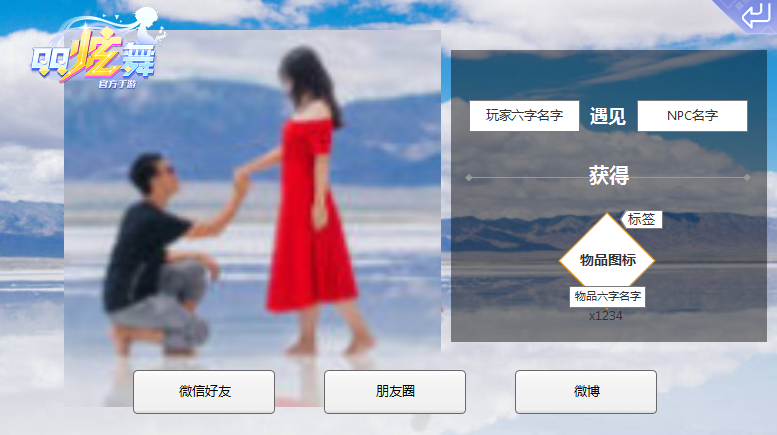 QQ炫舞
官方手游
玩家六字名字 遇见 NPC名字
获得
标签
物品图标
物品六字名字
x1234
微信好友 朋友圈 微博